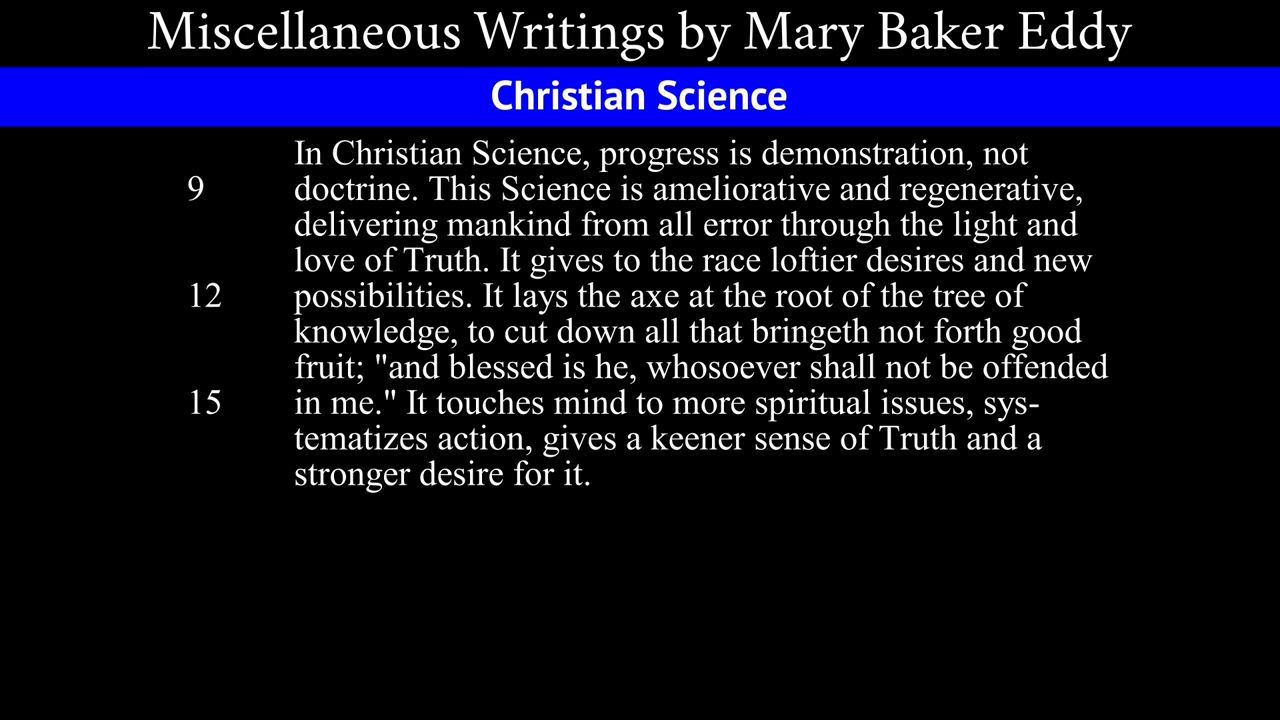 Miscellaneous Writings by Mary Baker Eddy
Christian Science
In Christian Science, progress is demonstration, not
9 doctrine. This Science is ameliorative and regenerative,
delivering mankind from all error through the light and
love of Truth. It gives to the race loftier desires and new
12 possibilities. It lays the axe at the root of the tree of
knowledge, to cut down all that bringeth not forth good
fruit; "and blessed is he, whosoever shall not be offended
15 in me." It touches mind to more spiritual issues, sys-
tematizes action, gives a keener sense of Truth and a
stronger desire for it.